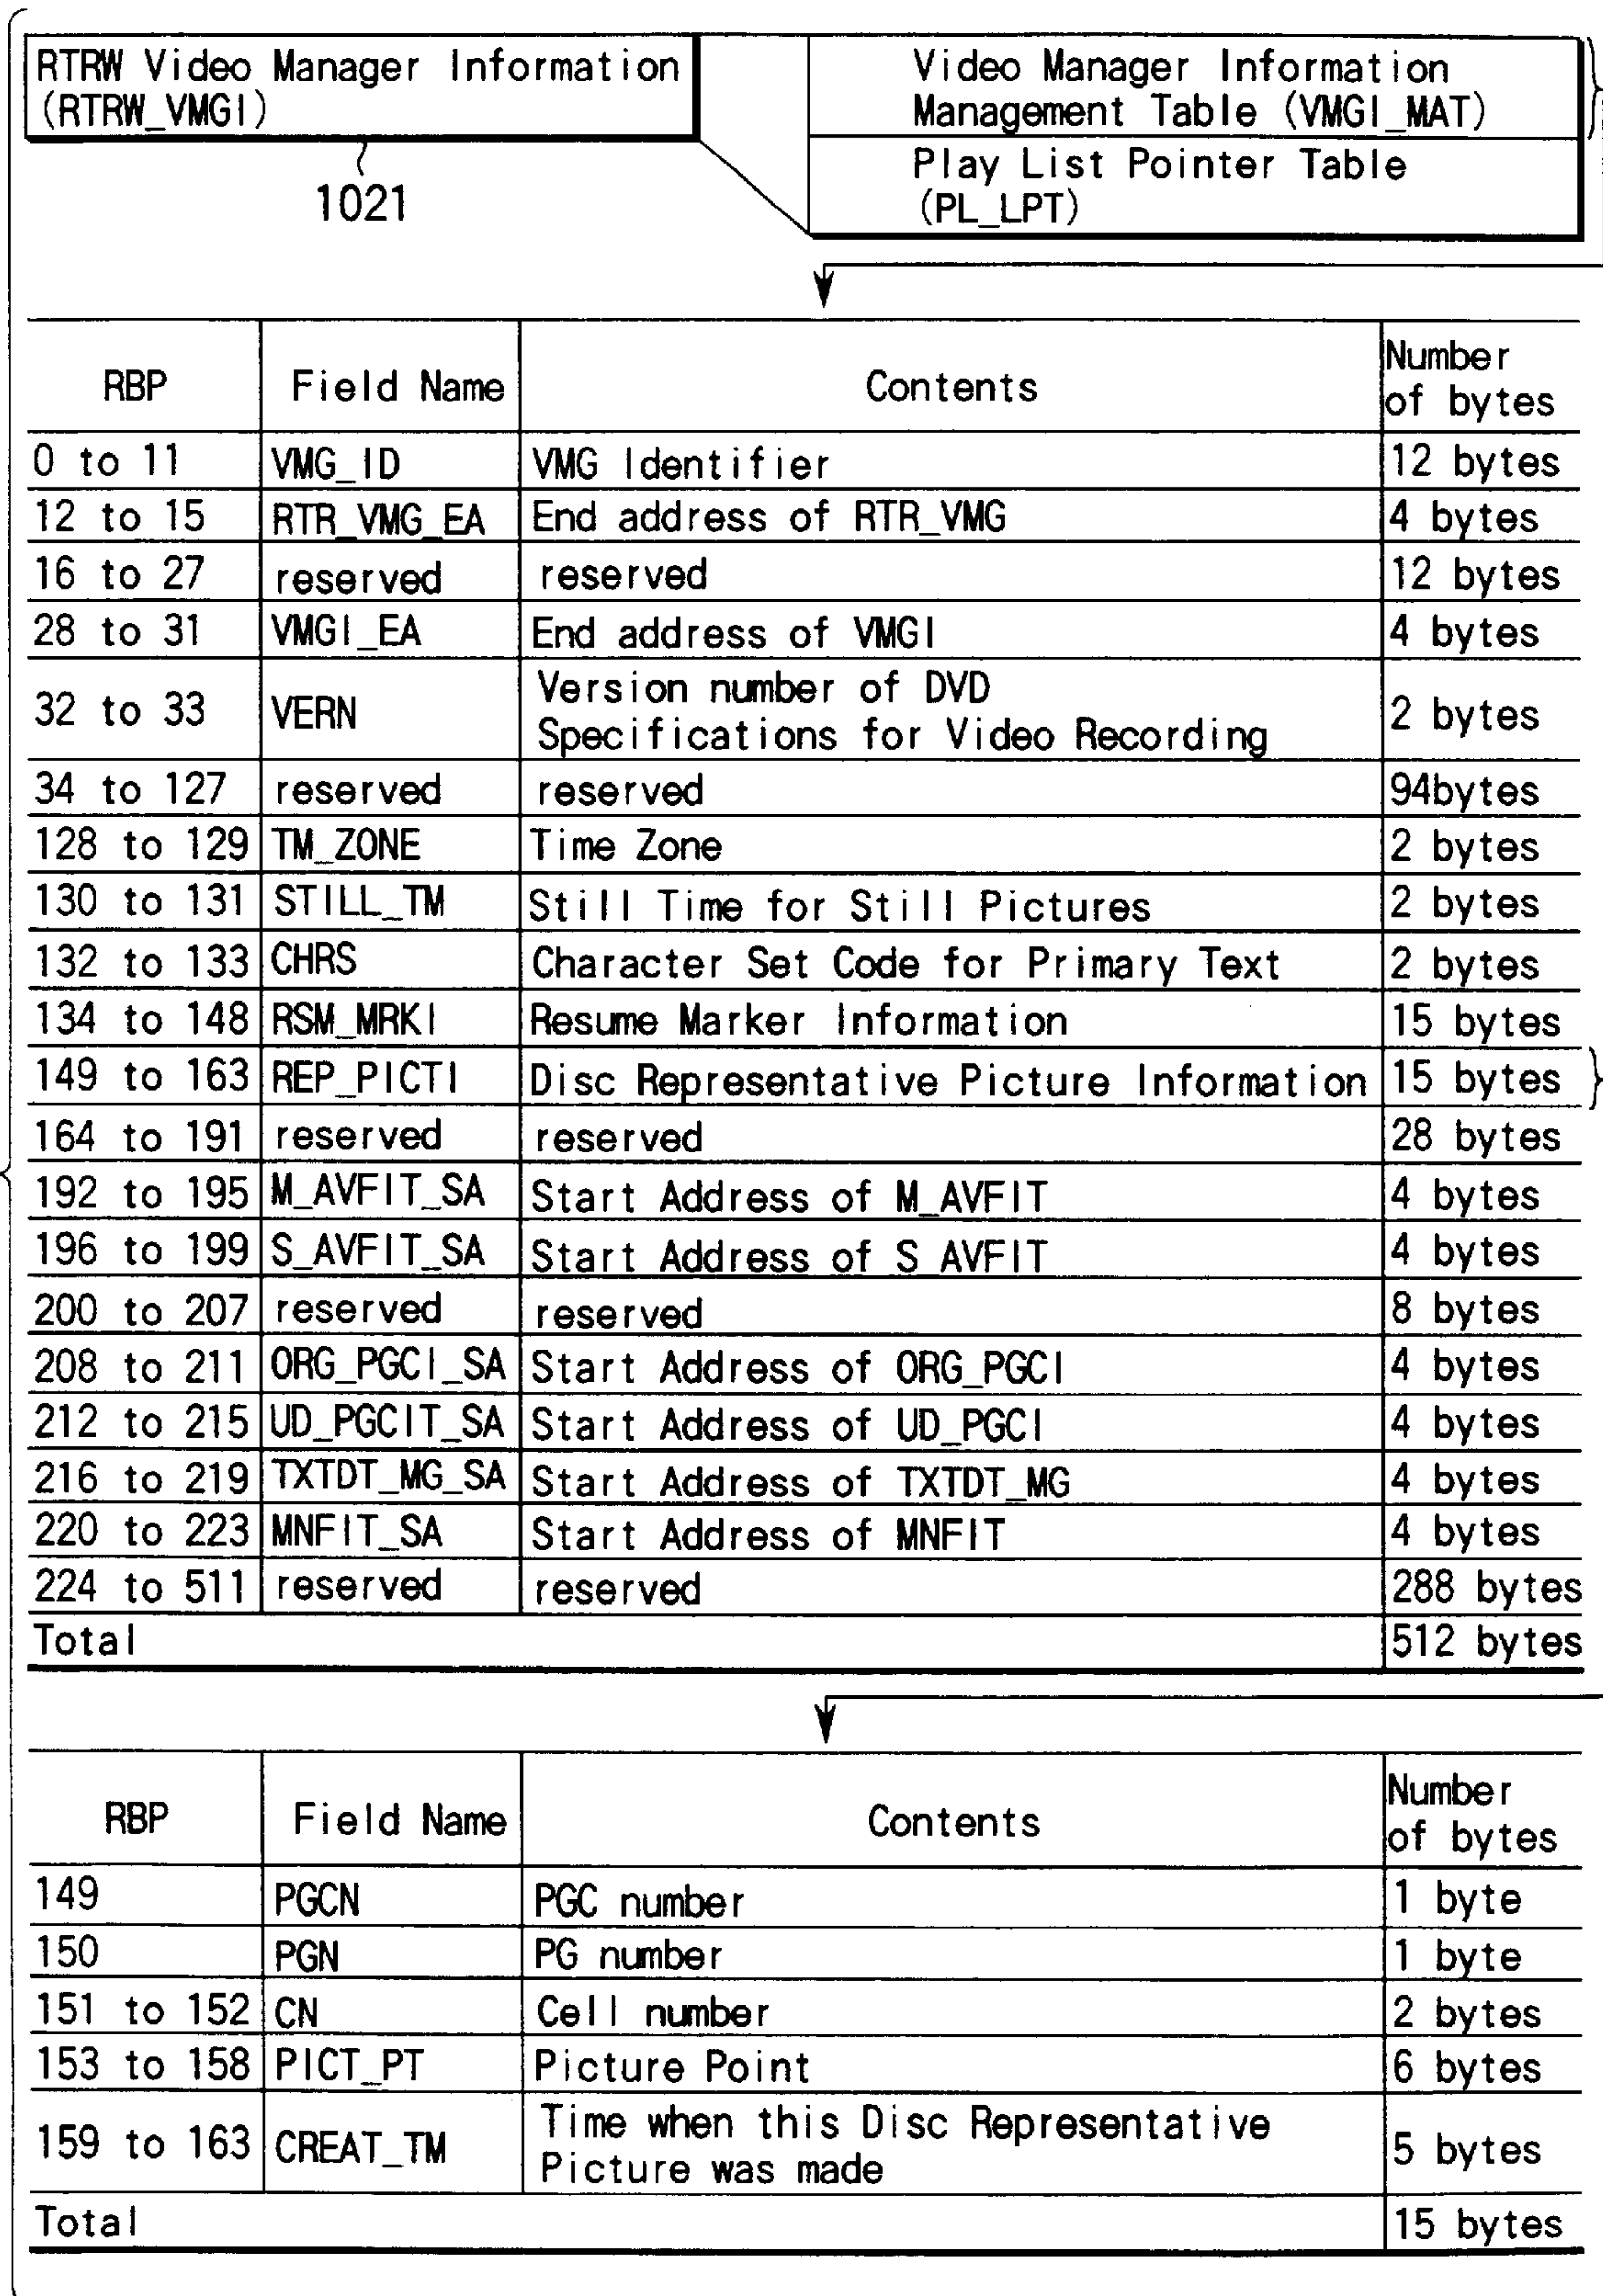 RTRW Video Manager Information
(RTRW_VMGI)
1021
Video Manager Information
Management Table (VMGI_MAT)
Play List Pointer Table
(PL_LPT)
RBP Field Name Contents Number of bytes
0 to 11 VMG_ID VMG Identifier 12 bytes
12 to 15 RTR_VMG_EA End address of RTR_VMG 4 bytes
16 to 27 reserved reserved 12 bytes
28 to 31 VMGI_EA End address of VMGI 4 bytes
32 to 33 VERN Version number of DVD
Specifications for Video Recording 2 bytes
34 to 127 reserved reserved 94bytes
128 to 129 TM_ZONE Time Zone 2 bytes
130 to 131 STILL_TM Still Time for Still Pictures 2 bytes
132 to 133 CHRS Character Set Code for Primary Text 2 bytes
134 to 148 RSM_MRKI Resume Marker Information 15 bytes
149 to 163 REP_PICTI Disc Representative Picture Information 15 bytes
164 to 191 reserved reserved 28 bytes
192 to 195 M_AVFIT_SA Start Address of M_AVFIT 4 bytes
196 to 199 S_AVFIT_SA Start Address of S_AVFIT 4 bytes
200 to 207 reserved reserved 8 bytes
208 to 211 ORG_PGCI_SA Start Address of ORG_PGCI 4 bytes
212 to 215 UD_PGCIT_SA Start Address of UD_PGCI 4 bytes
216 to 219 TXTDT_MG_SA Start Address of TXTDT_MG 4 bytes
220 to 223 MNFIT_SA Start Address of MNFIT 4 bytes
224 to 511 reserved reserved 288 bytes
Total 512 bytes
RBP Field Name Contents Number of bytes
149 PGCN PGC number 1 byte
150 PGN PG number 1 byte
151 to 152 CN Cell number 2 bytes
153 to 158 PICT_PT Picture Point 6 bytes
159 to 163 CREAT_TM Time when this Disc Representative
Picture was made 5 bytes
Total 15 bytes